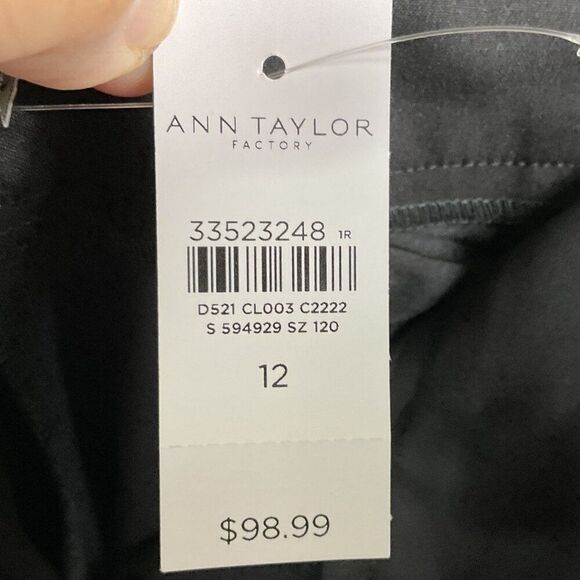 ANN TAYLOR
FACTORY
33523248 1R
D521 CL003 C2222
S 594929 SZ 120
12
$98.99